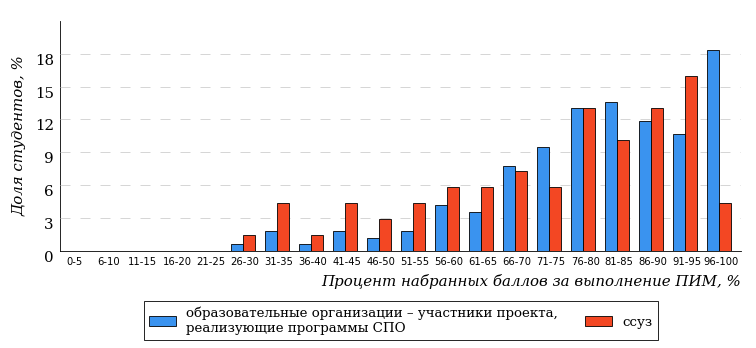 Доля студентов, %
18
15
12
9
6
3
0
0-5 6-10 11-15 16-20 21-25 26-30 31-35 36-40 41-45 46-50 51-55 56-60 61-65 66-70 71-75 76-80 81-85 86-90 91-95 96-100
Процент набранных баллов за выполнение ПИМ, %
образовательные организации – участники проекта,
реализующие программы СПО
ссуз